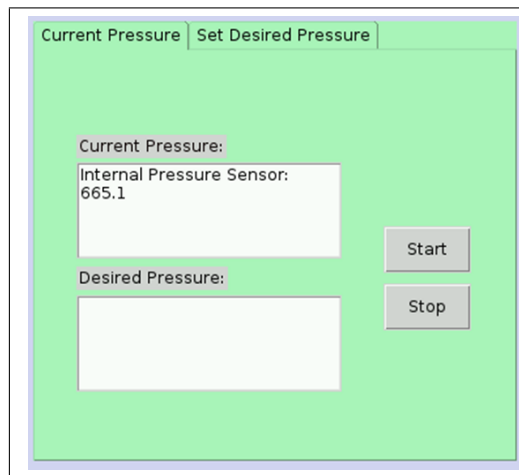 Current Pressure Set Desired Pressure
Current Pressure:
Internal Pressure Sensor:
665.1
Start
Desired Pressure:
Stop